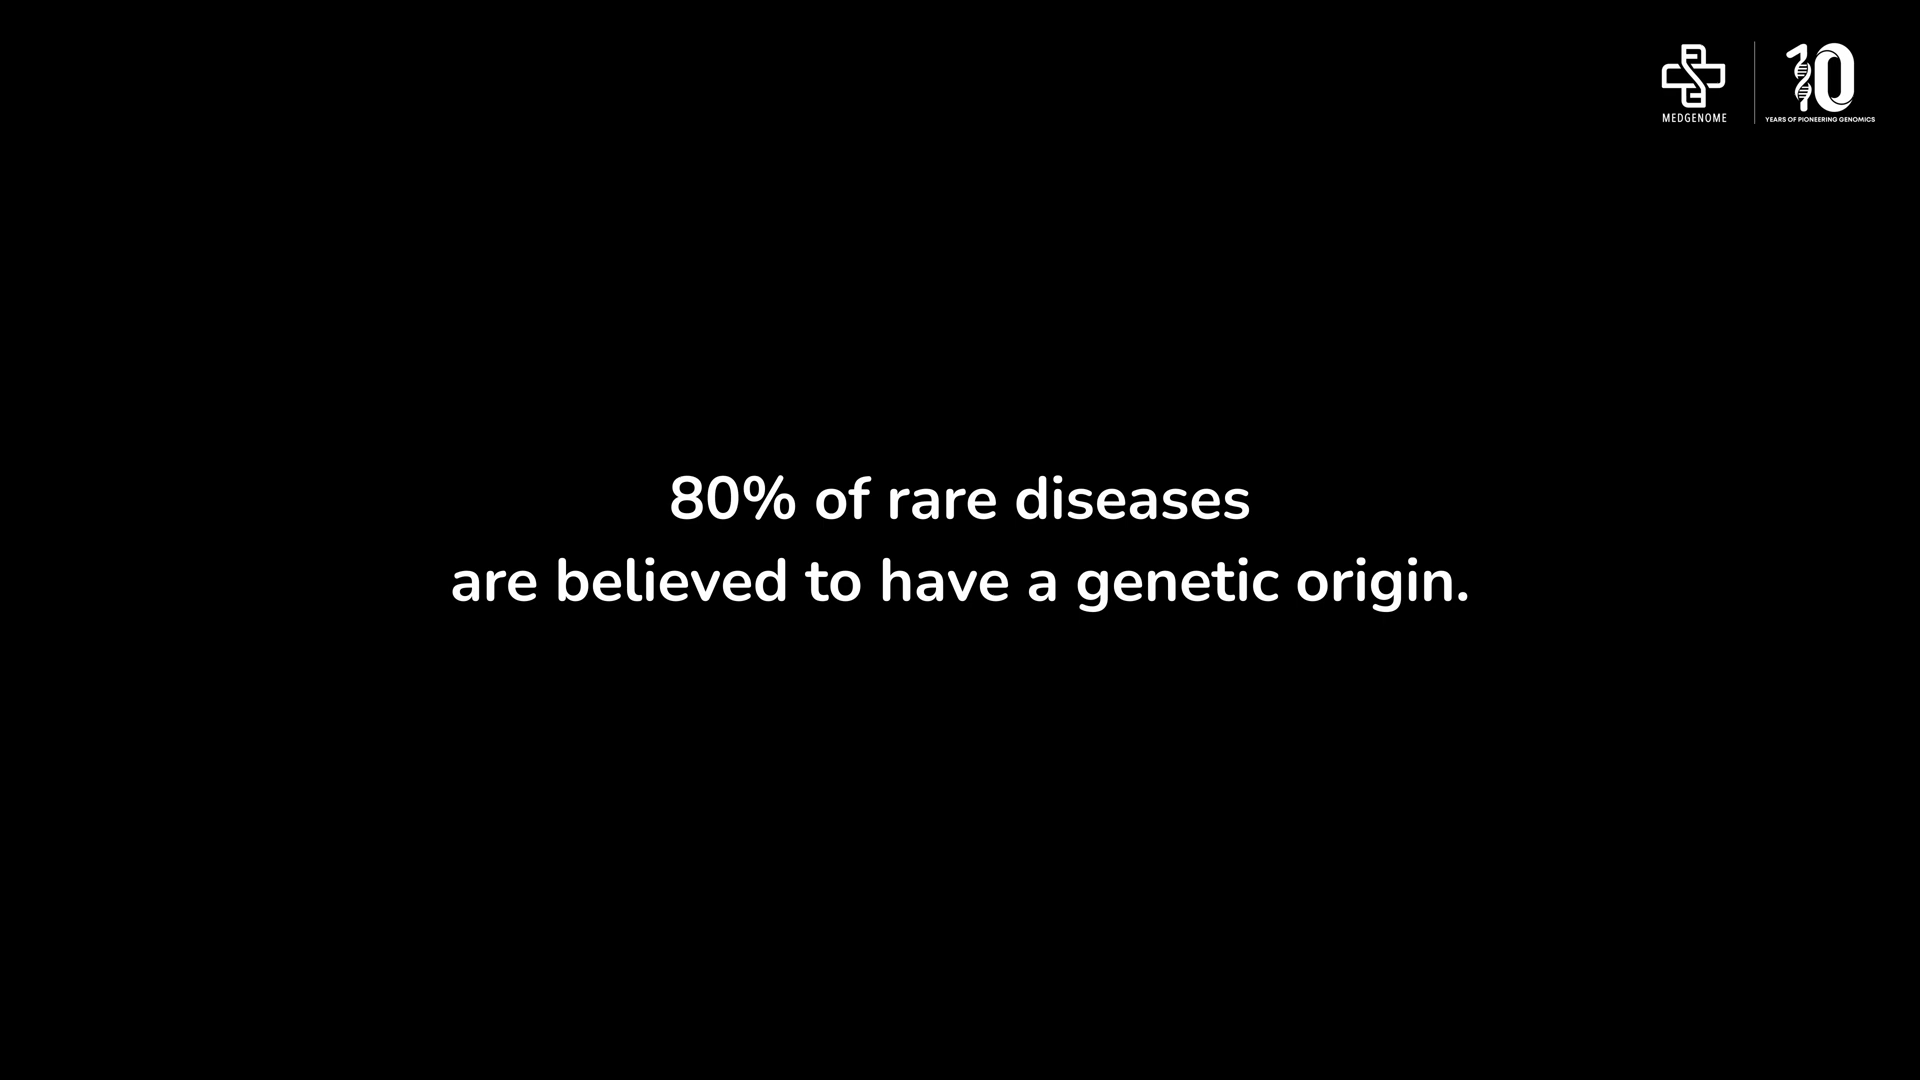 MEDGENOME
10
YEARS OF PIONEERING GENOMICS
80% of rare diseases
are believed to have a genetic origin.